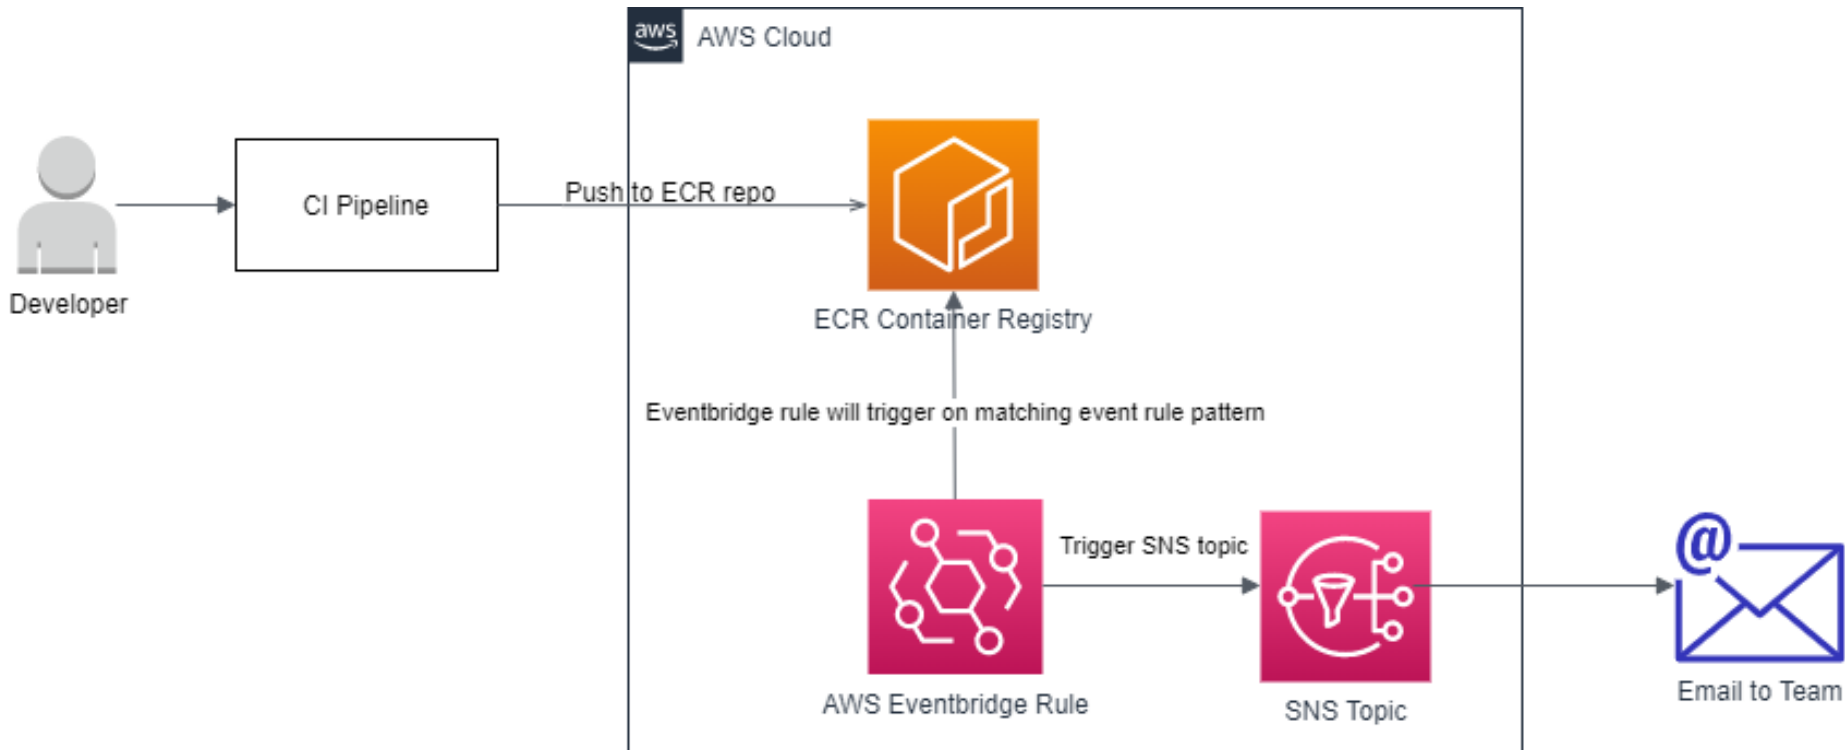 aws
AWS Cloud
CI Pipeline
Push to ECR repo
Developer
ECR Container Registry
Eventbridge rule will trigger on matching event rule pattern
Trigger SNS topic
@
AWS Eventbridge Rule
SNS Topic
Email to Team